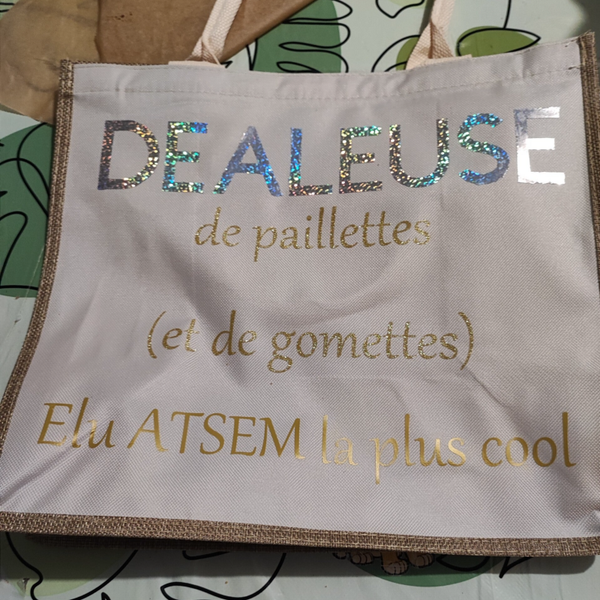 DEALEUSE
de paillettes
(et de gomettes)
Elu ATSEM la plus cool